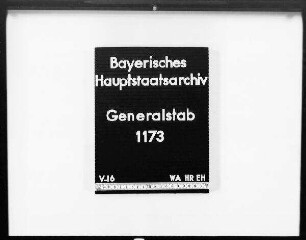 Bayerisches
Hauptstaatsarchiv
Generalstab
1173
V-16 WA HR EH